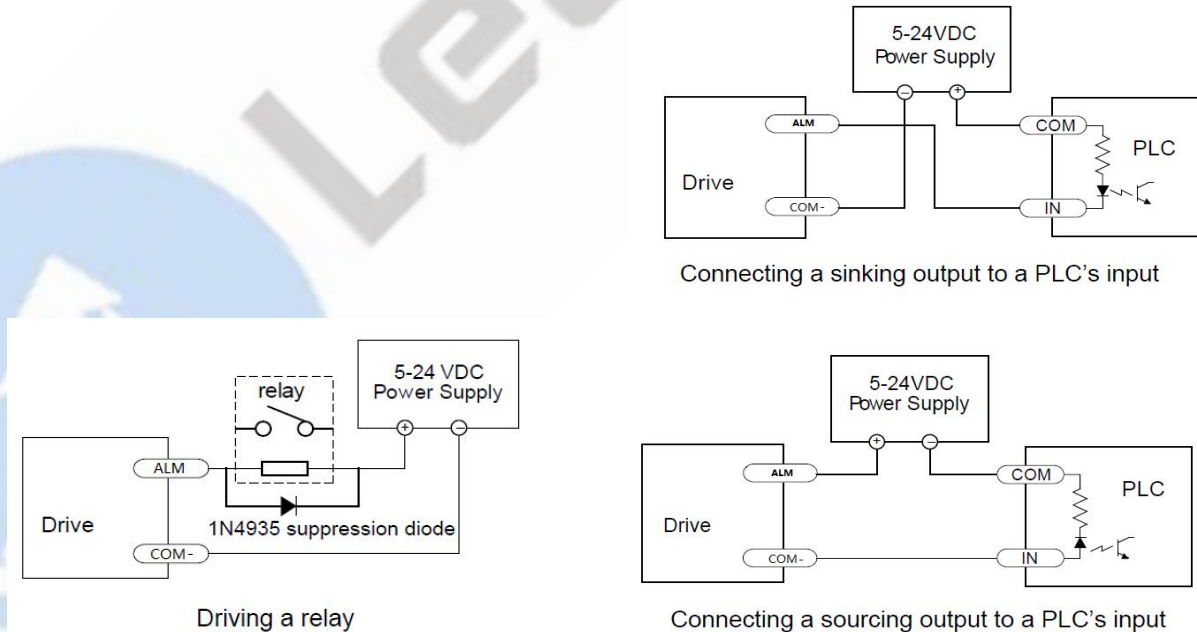 5-24VDC
Power Supply
− +
ALM
COM
PLC
Drive
COM-
IN
Connecting a sinking output to a PLC’s input
5-24 VDC
Power Supply
relay
+ −
ALM
Drive
1N4935 suppression diode
COM-
Driving a relay
5-24VDC
Power Supply
+ −
ALM
COM
PLC
Drive
COM-
IN
Connecting a sourcing output to a PLC’s input